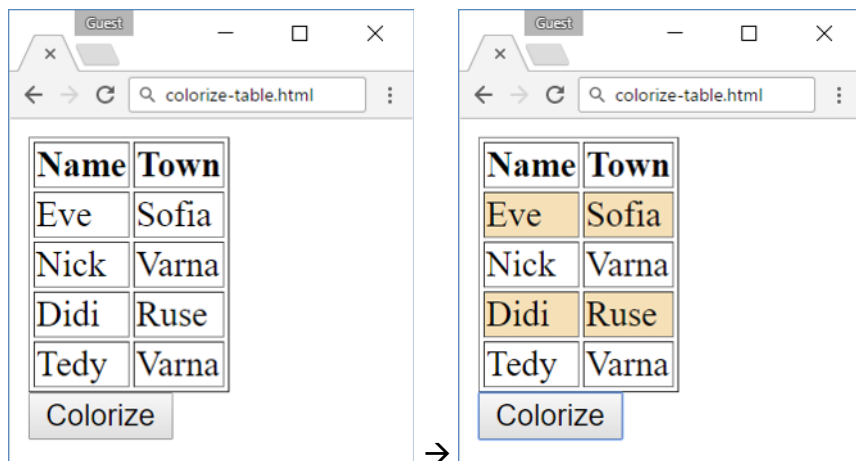 Guest
colorize-table.html
Name Town
Eve Sofia
Nick Varna
Didi Ruse
Tedy Varna
Colorize
→
Guest
colorize-table.html
Name Town
Eve Sofia
Nick Varna
Didi Ruse
Tedy Varna
Colorize